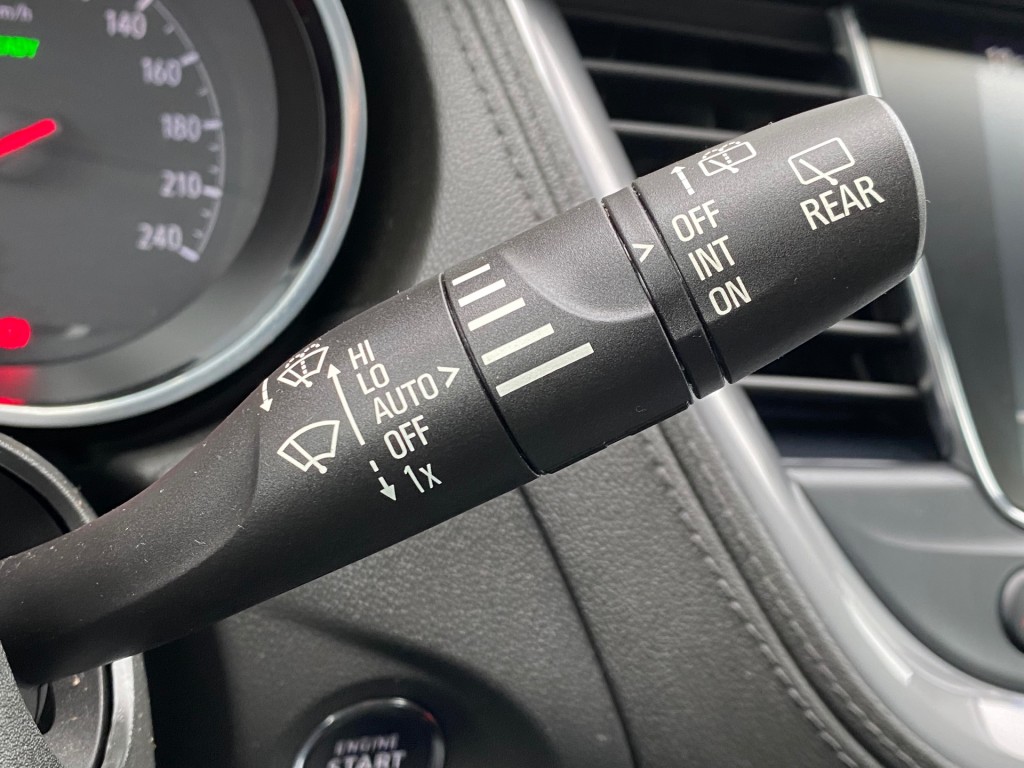 140
160
180
210
240
HI
LO
AUTO >
OFF
1x
>
OFF
INT
ON
REAR
ENGINE
START